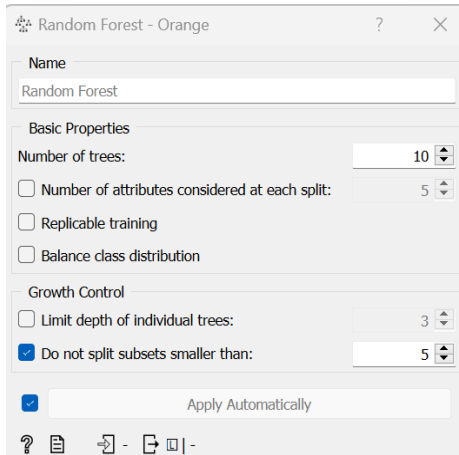 Random Forest - Orange ? ×
Name
Random Forest
Basic Properties
Number of trees: 10
Number of attributes considered at each split: 5
Replicable training
Balance class distribution
Growth Control
Limit depth of individual trees: 3
Do not split subsets smaller than: 5
Apply Automatically
? - L | -